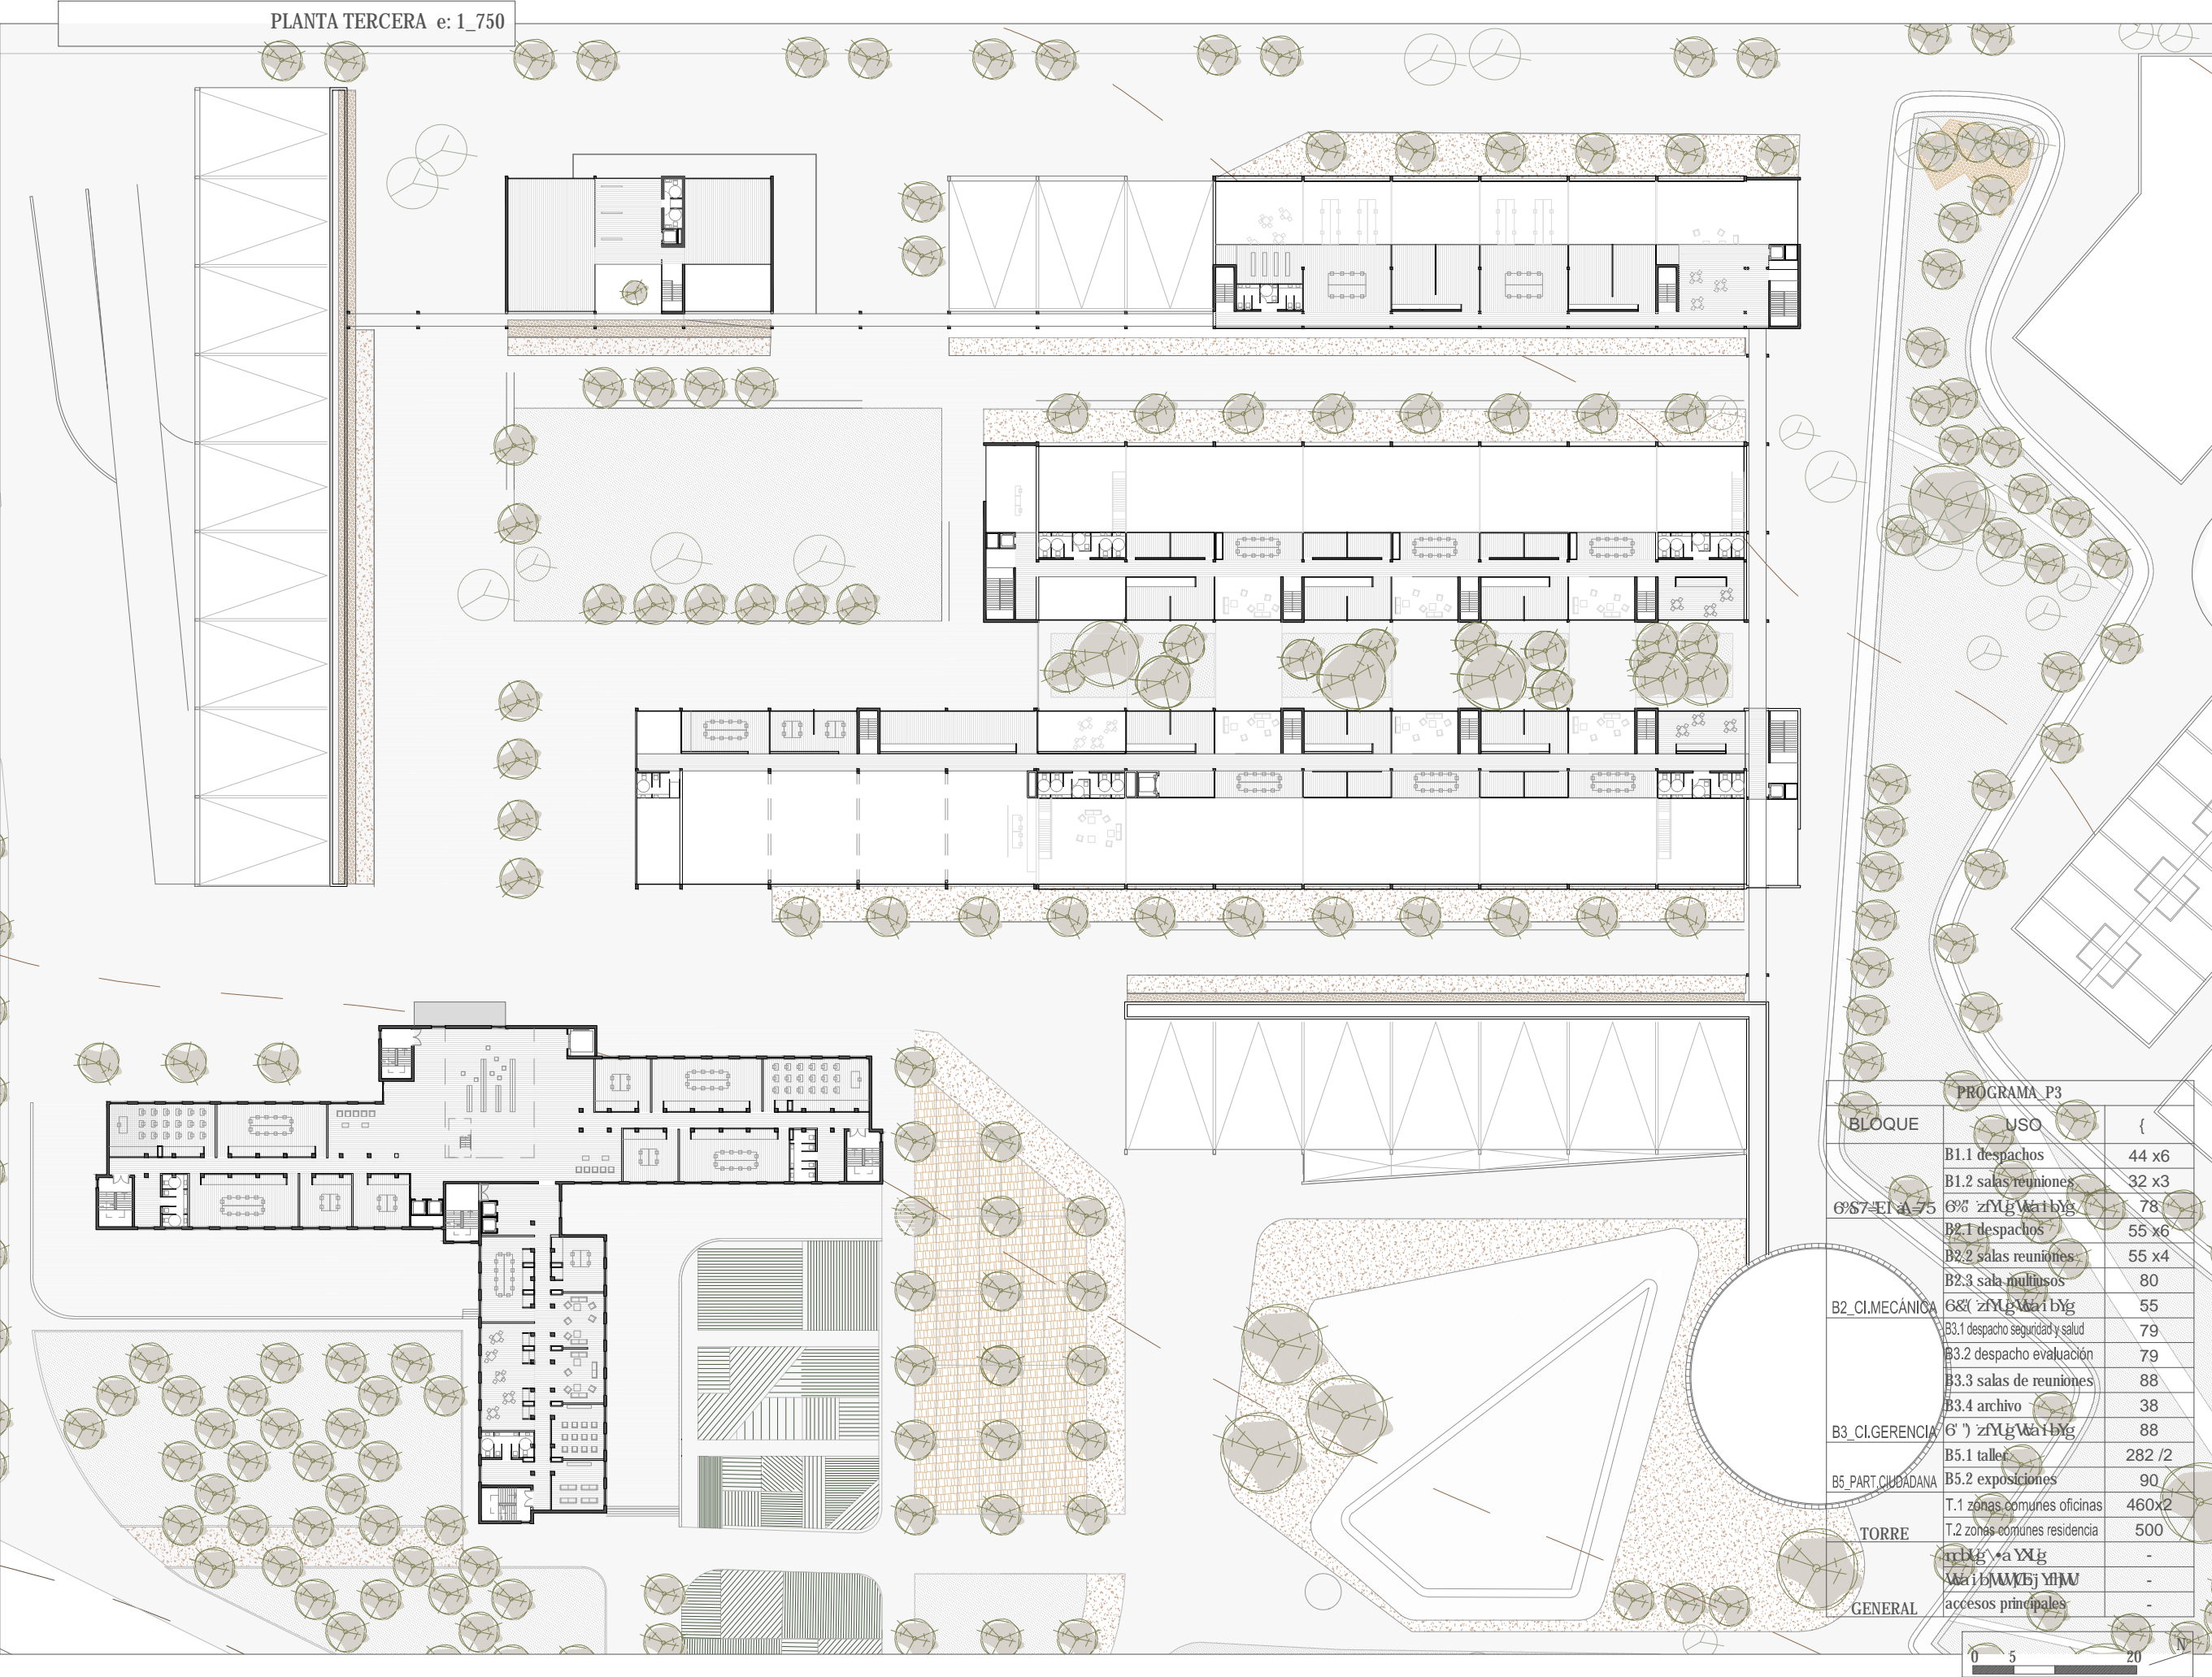 PLANTA TERCERA e: 1_750
PROGRAMA_P3
BLOQUE USO {
B1.1 despachos 44 x6
B1.2 salas reuniones 32 x3
78
B2.1 despachos 55 x6
B2.2 salas reuniones 55 x4
B2.3 sala multiusos 80
B2_CI.MECÁNICA 55
B3.1 despacho seguridad y salud 79
B3.2 despacho evaluación 79
B3.3 salas de reuniones 88
B3.4 archivo 38
B3_CI.GERENCIA 88
B5.1 taller 282 /2
B5_PART.CIUDADANA B5.2 exposiciones 90
T.1 zonas comunes oficinas 460x2
TORRE T.2 zonas comunes residencia 500
-
-
GENERAL accesos principales -
0 5 20 N